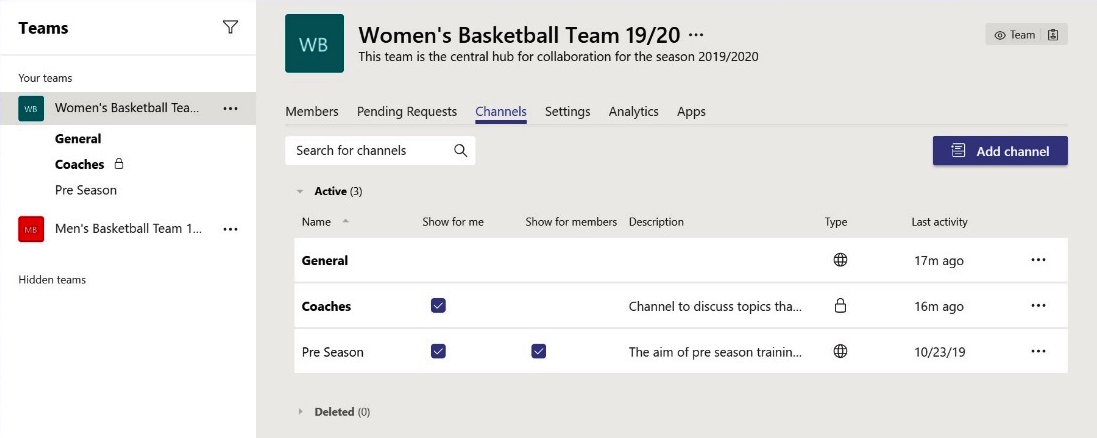 Teams
Your teams
WB Women's Basketball Tea... ...
General
Coaches
Pre Season
MB Men's Basketball Team 1... ...
Hidden teams
WB
Women's Basketball Team 19/20 ...
This team is the central hub for collaboration for the season 2019/2020
Team
Members Pending Requests Channels Settings Analytics Apps
Search for channels
Add channel
Active (3)
Name Show for me Show for members Description Type Last activity
General 17m ago ...
Coaches Channel to discuss topics tha... 16m ago ...
Pre Season The aim of pre season trainin... 10/23/19 ...
Deleted (0)